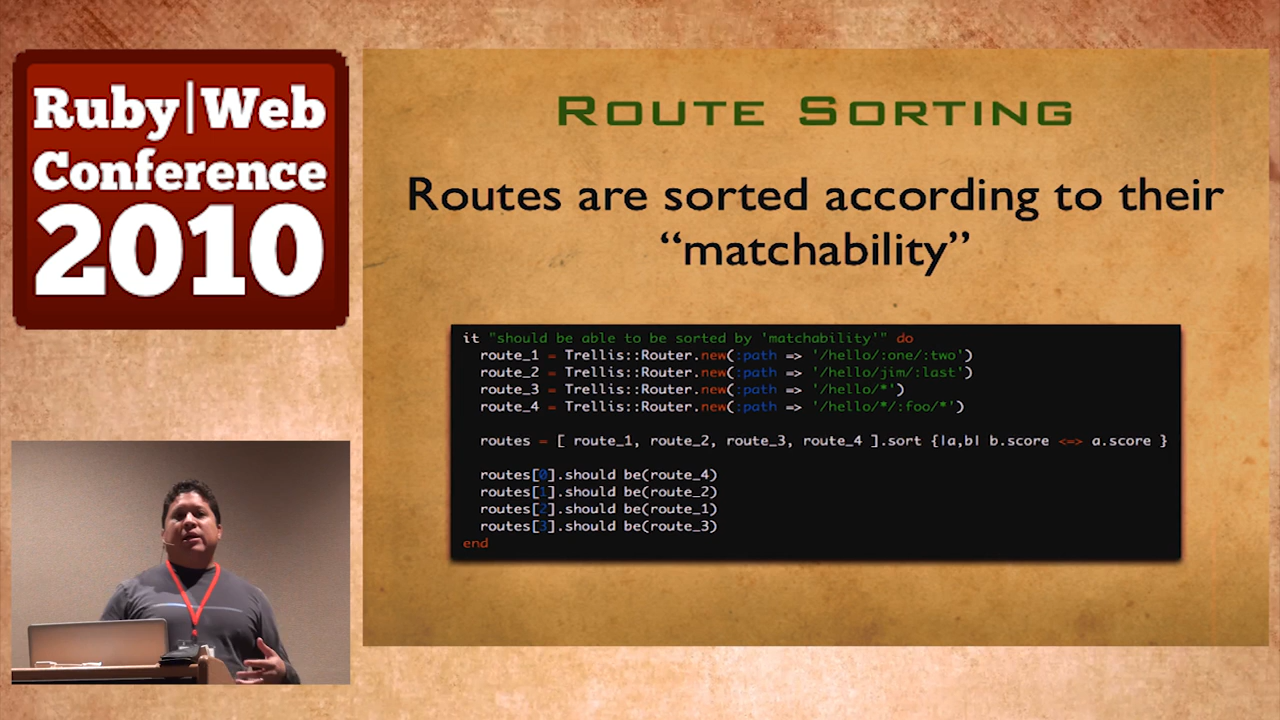 Ruby|Web
Conference
2010
ROUTE SORTING
Routes are sorted according to their
“matchability”
it "should be able to be sorted by 'matchability'" do
route_1 = Trellis::Router.new(:path => '/hello/:one/:two')
route_2 = Trellis::Router.new(:path => '/hello/jim/:last')
route_3 = Trellis::Router.new(:path => '/hello/*')
route_4 = Trellis::Router.new(:path => '/hello/*/:foo/*')
routes = [ route_1, route_2, route_3, route_4 ].sort {|a,b| b.score <=> a.score }
routes[0].should be(route_4)
routes[1].should be(route_2)
routes[2].should be(route_1)
routes[3].should be(route_3)
end